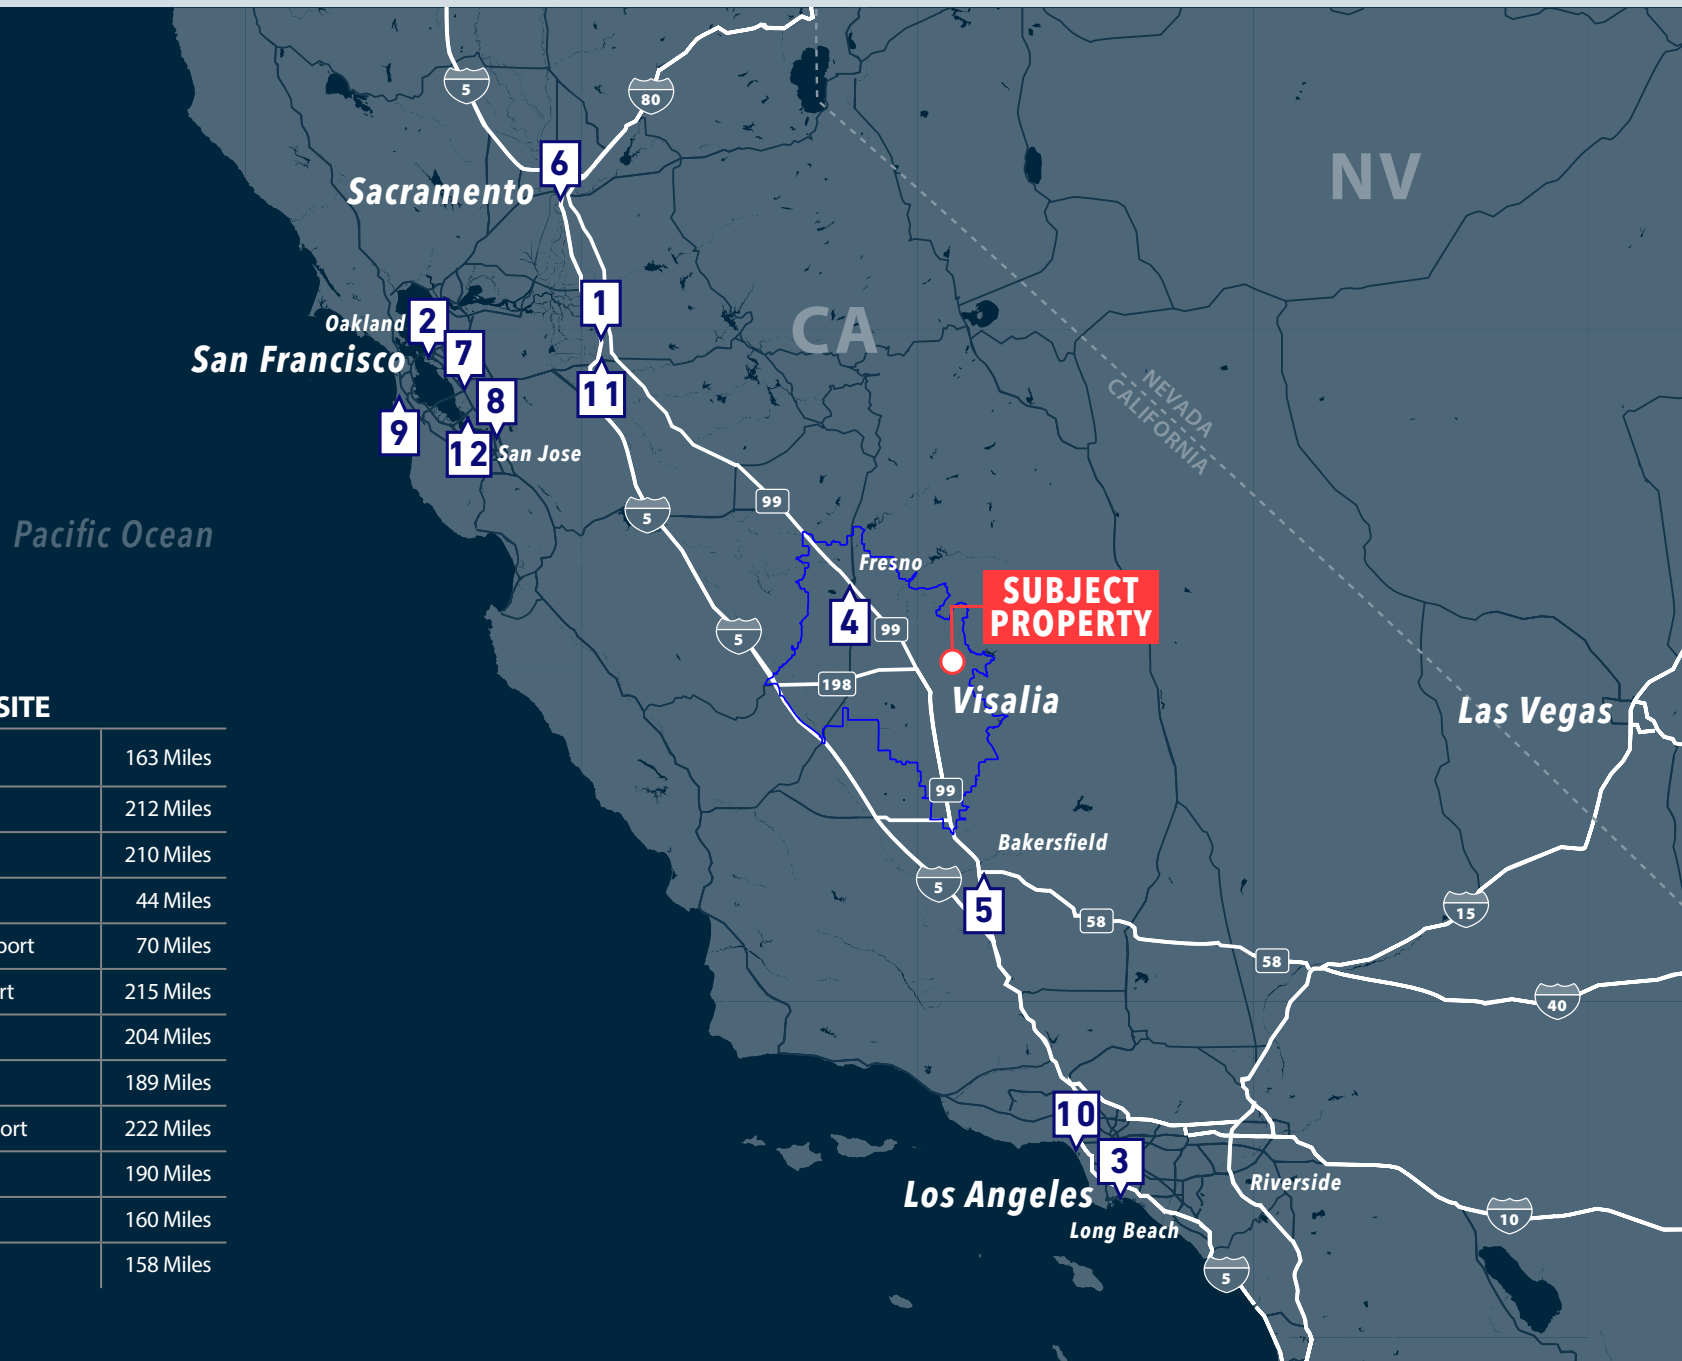 5
80
6
Sacramento
NV
1
CA
Oakland
2
San Francisco
7
NEVADA
CALIFORNIA
11
8
9
12
San Jose
99
5
Pacific Ocean
Fresno
SUBJECT
PROPERTY
4
99
5
198
Visalia
Las Vegas
SITE
163 Miles
212 Miles
210 Miles
44 Miles
port 70 Miles
rt 215 Miles
204 Miles
189 Miles
ort 222 Miles
190 Miles
160 Miles
158 Miles
99
Bakersfield
5
5
58
15
58
40
10
3
Los Angeles
Riverside
Long Beach
10
5